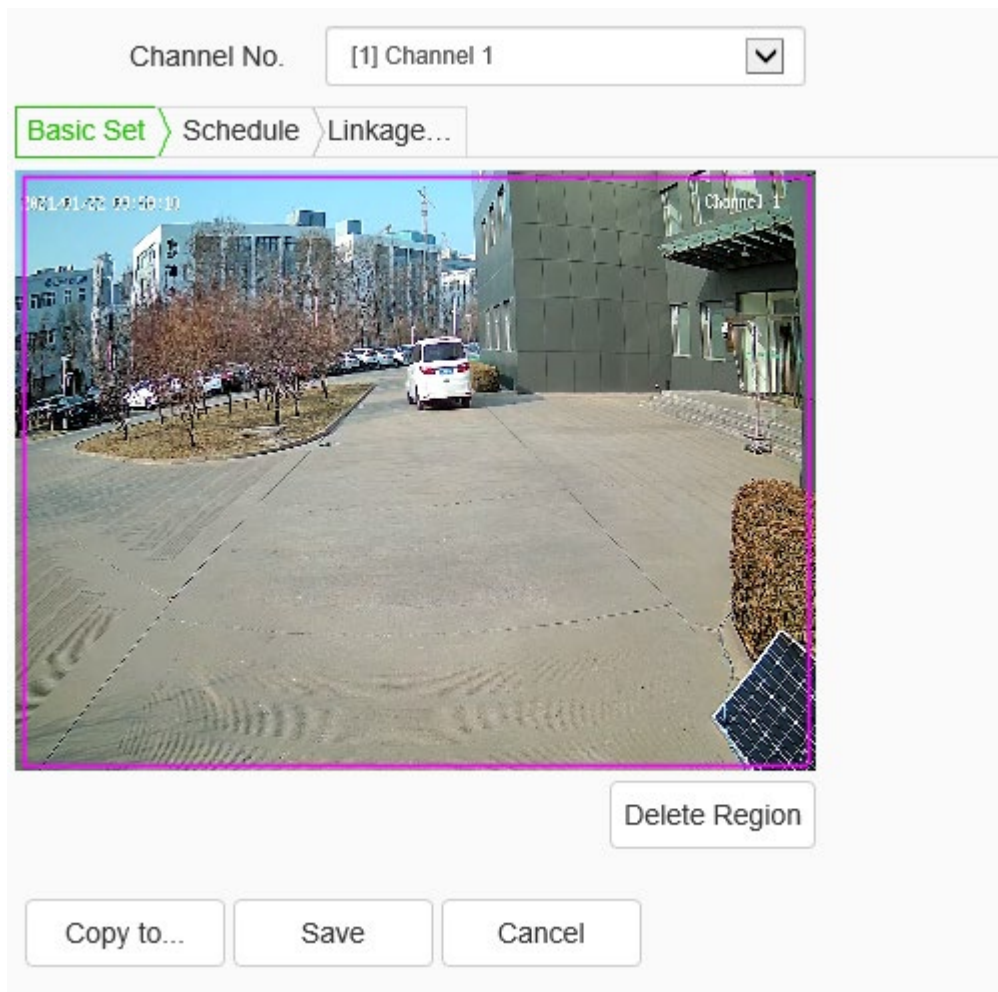 Channel No.
[1] Channel 1
Basic Set
Schedule
Linkage...
Channel 1
Delete Region
Copy to...
Save
Cancel